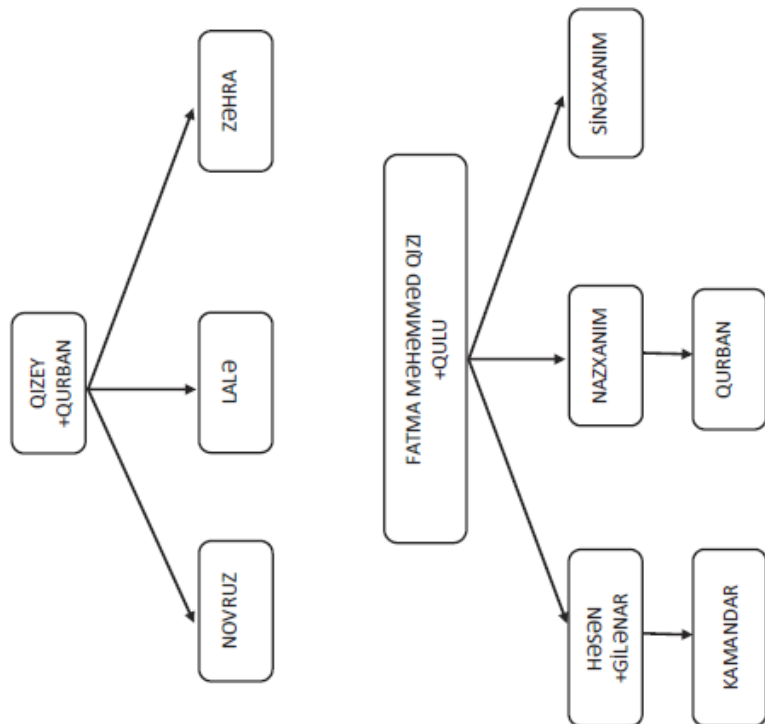 QIZEY
+QURBAN
NOVRUZ
LALƏ
ZƏHRA
FATMA MƏHƏMMƏD QIZI
+QULU
HƏSƏN
+GİLƏNAR
NAZXANIM
SİNƏXANIM
KAMANDAR
QURBAN